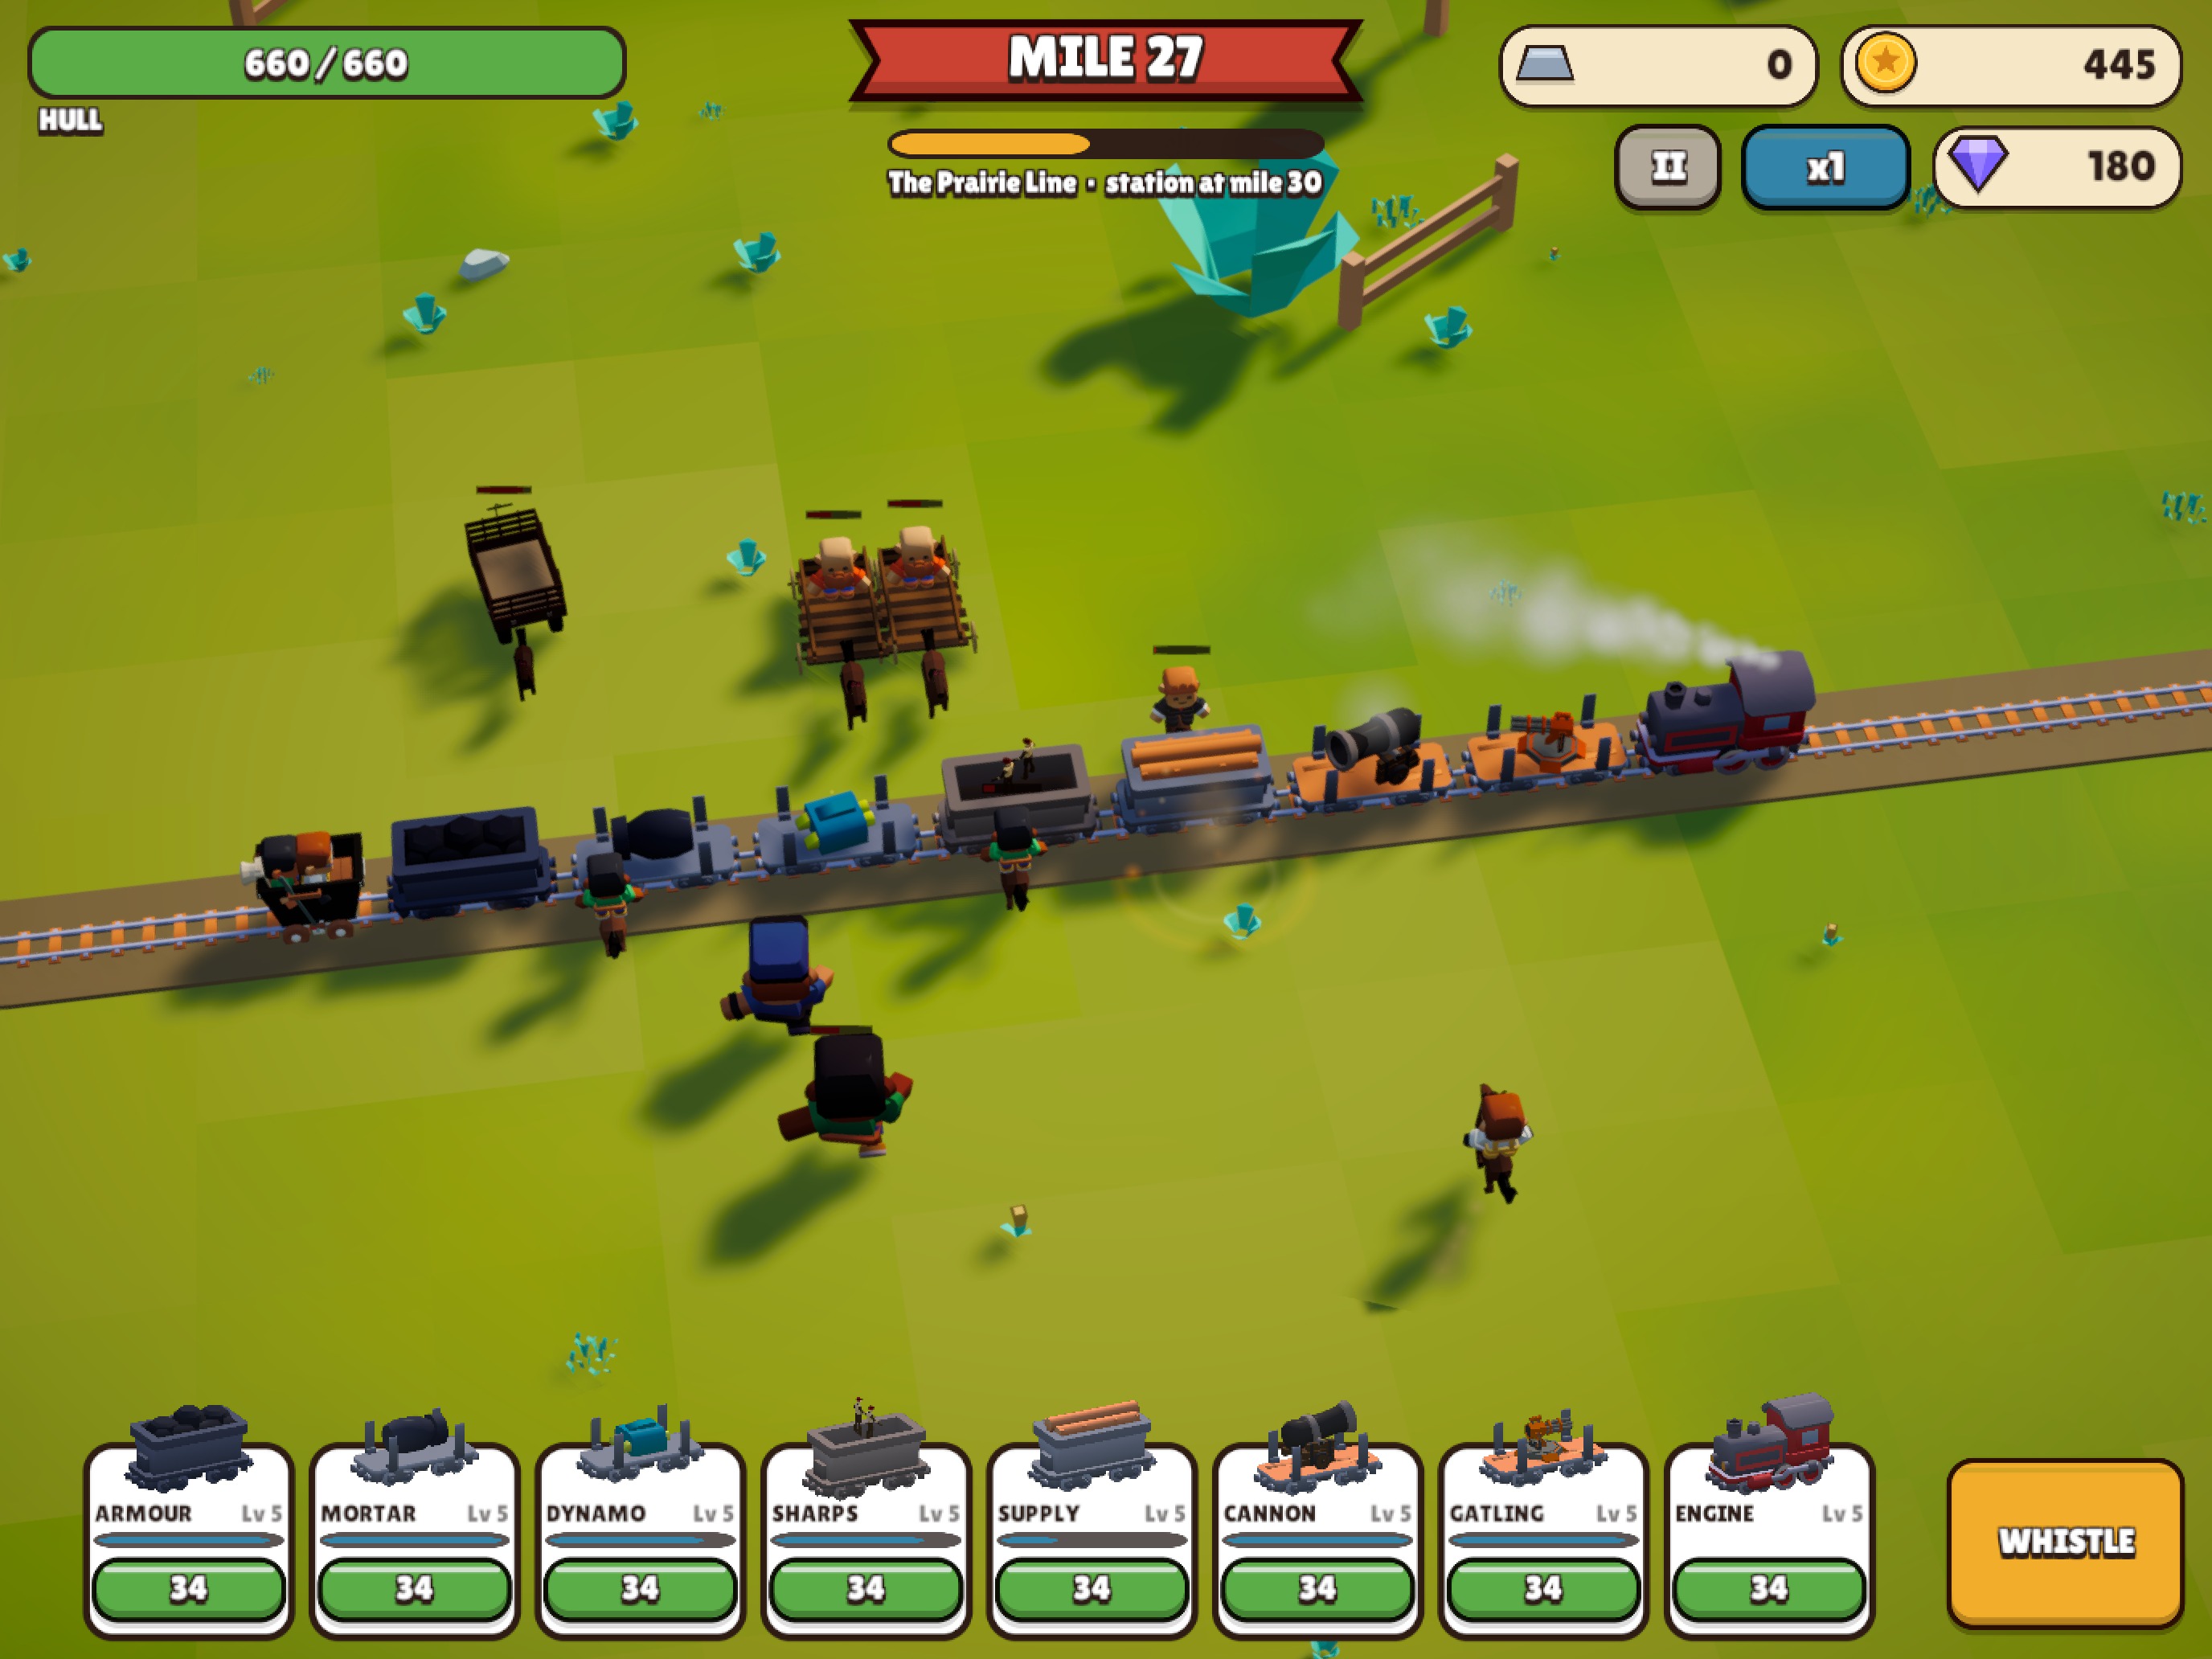 660/660
HULL
MILE 27
The Prairie Line · station at mile 30
0
445
II
x1
180
ARMOUR Lv 5
34
MORTAR Lv 5
34
DYNAMO Lv 5
34
SHARPS Lv 5
34
SUPPLY Lv 5
34
CANNON Lv 5
34
GATLING Lv 5
34
ENGINE Lv 5
34
WHISTLE